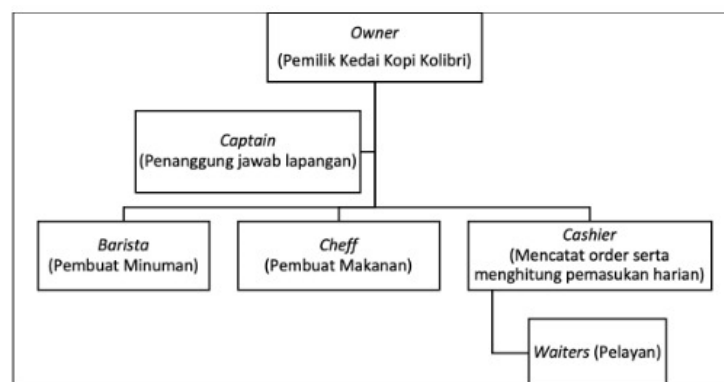 Owner
(Pemilik Kedai Kopi Kolibri)
Captain
(Penanggung jawab lapangan)
Barista
(Pembuat Minuman)
Cheff
(Pembuat Makanan)
Cashier
(Mencatat order serta
menghitung pemasukan harian)
Waiters (Pelayan)